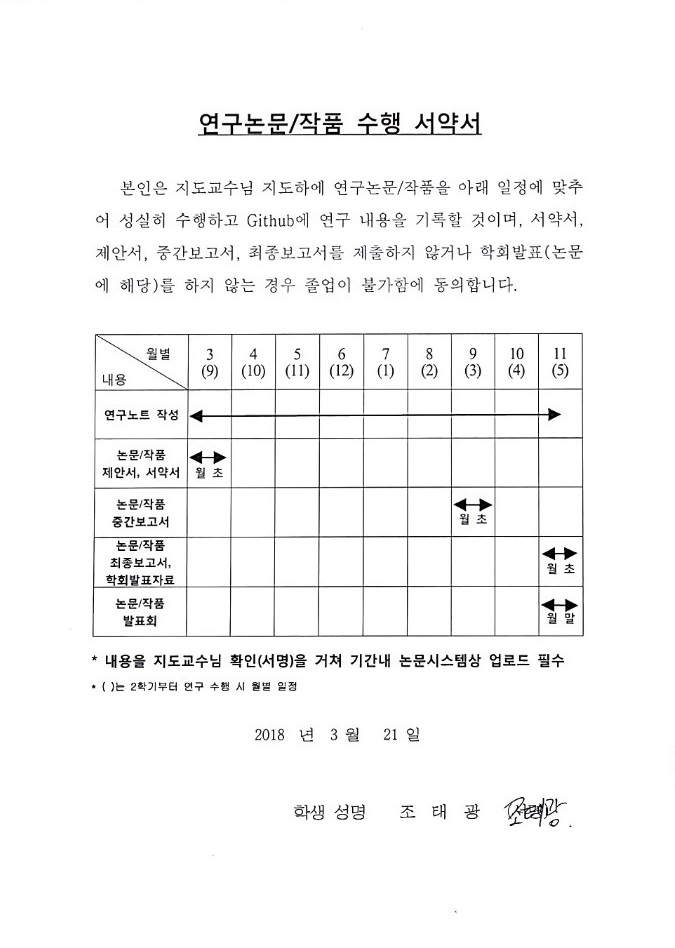 연구논문/작품 수행 서약서
본인은 지도교수님 지도하에 연구논문/작품을 아래 일정에 맞추
어 성실히 수행하고 Github에 연구 내용을 기록할 것이며, 서약서,
제안서, 중간보고서, 최종보고서를 제출하지 않거나 학회발표(논문
에 해당)를 하지 않는 경우 졸업이 불가함에 동의합니다.
월별 3 4 5 6 7 8 9 10 11
내용 (9) (10) (11) (12) (1) (2) (3) (4) (5)
연구노트 작성
논문/작품
제안서, 서약서 월 초
논문/작품
중간보고서 월 초
논문/작품
최종보고서,
학회발표자료 월 초
논문/작품
발표회 월 말
* 내용을 지도교수님 확인(서명)을 거쳐 기간내 논문시스템상 업로드 필수
* ( )는 2학기부터 연구 수행 시 월별 일정
2018 년 3 월 21 일
학생 성명 조 태 광 조태광